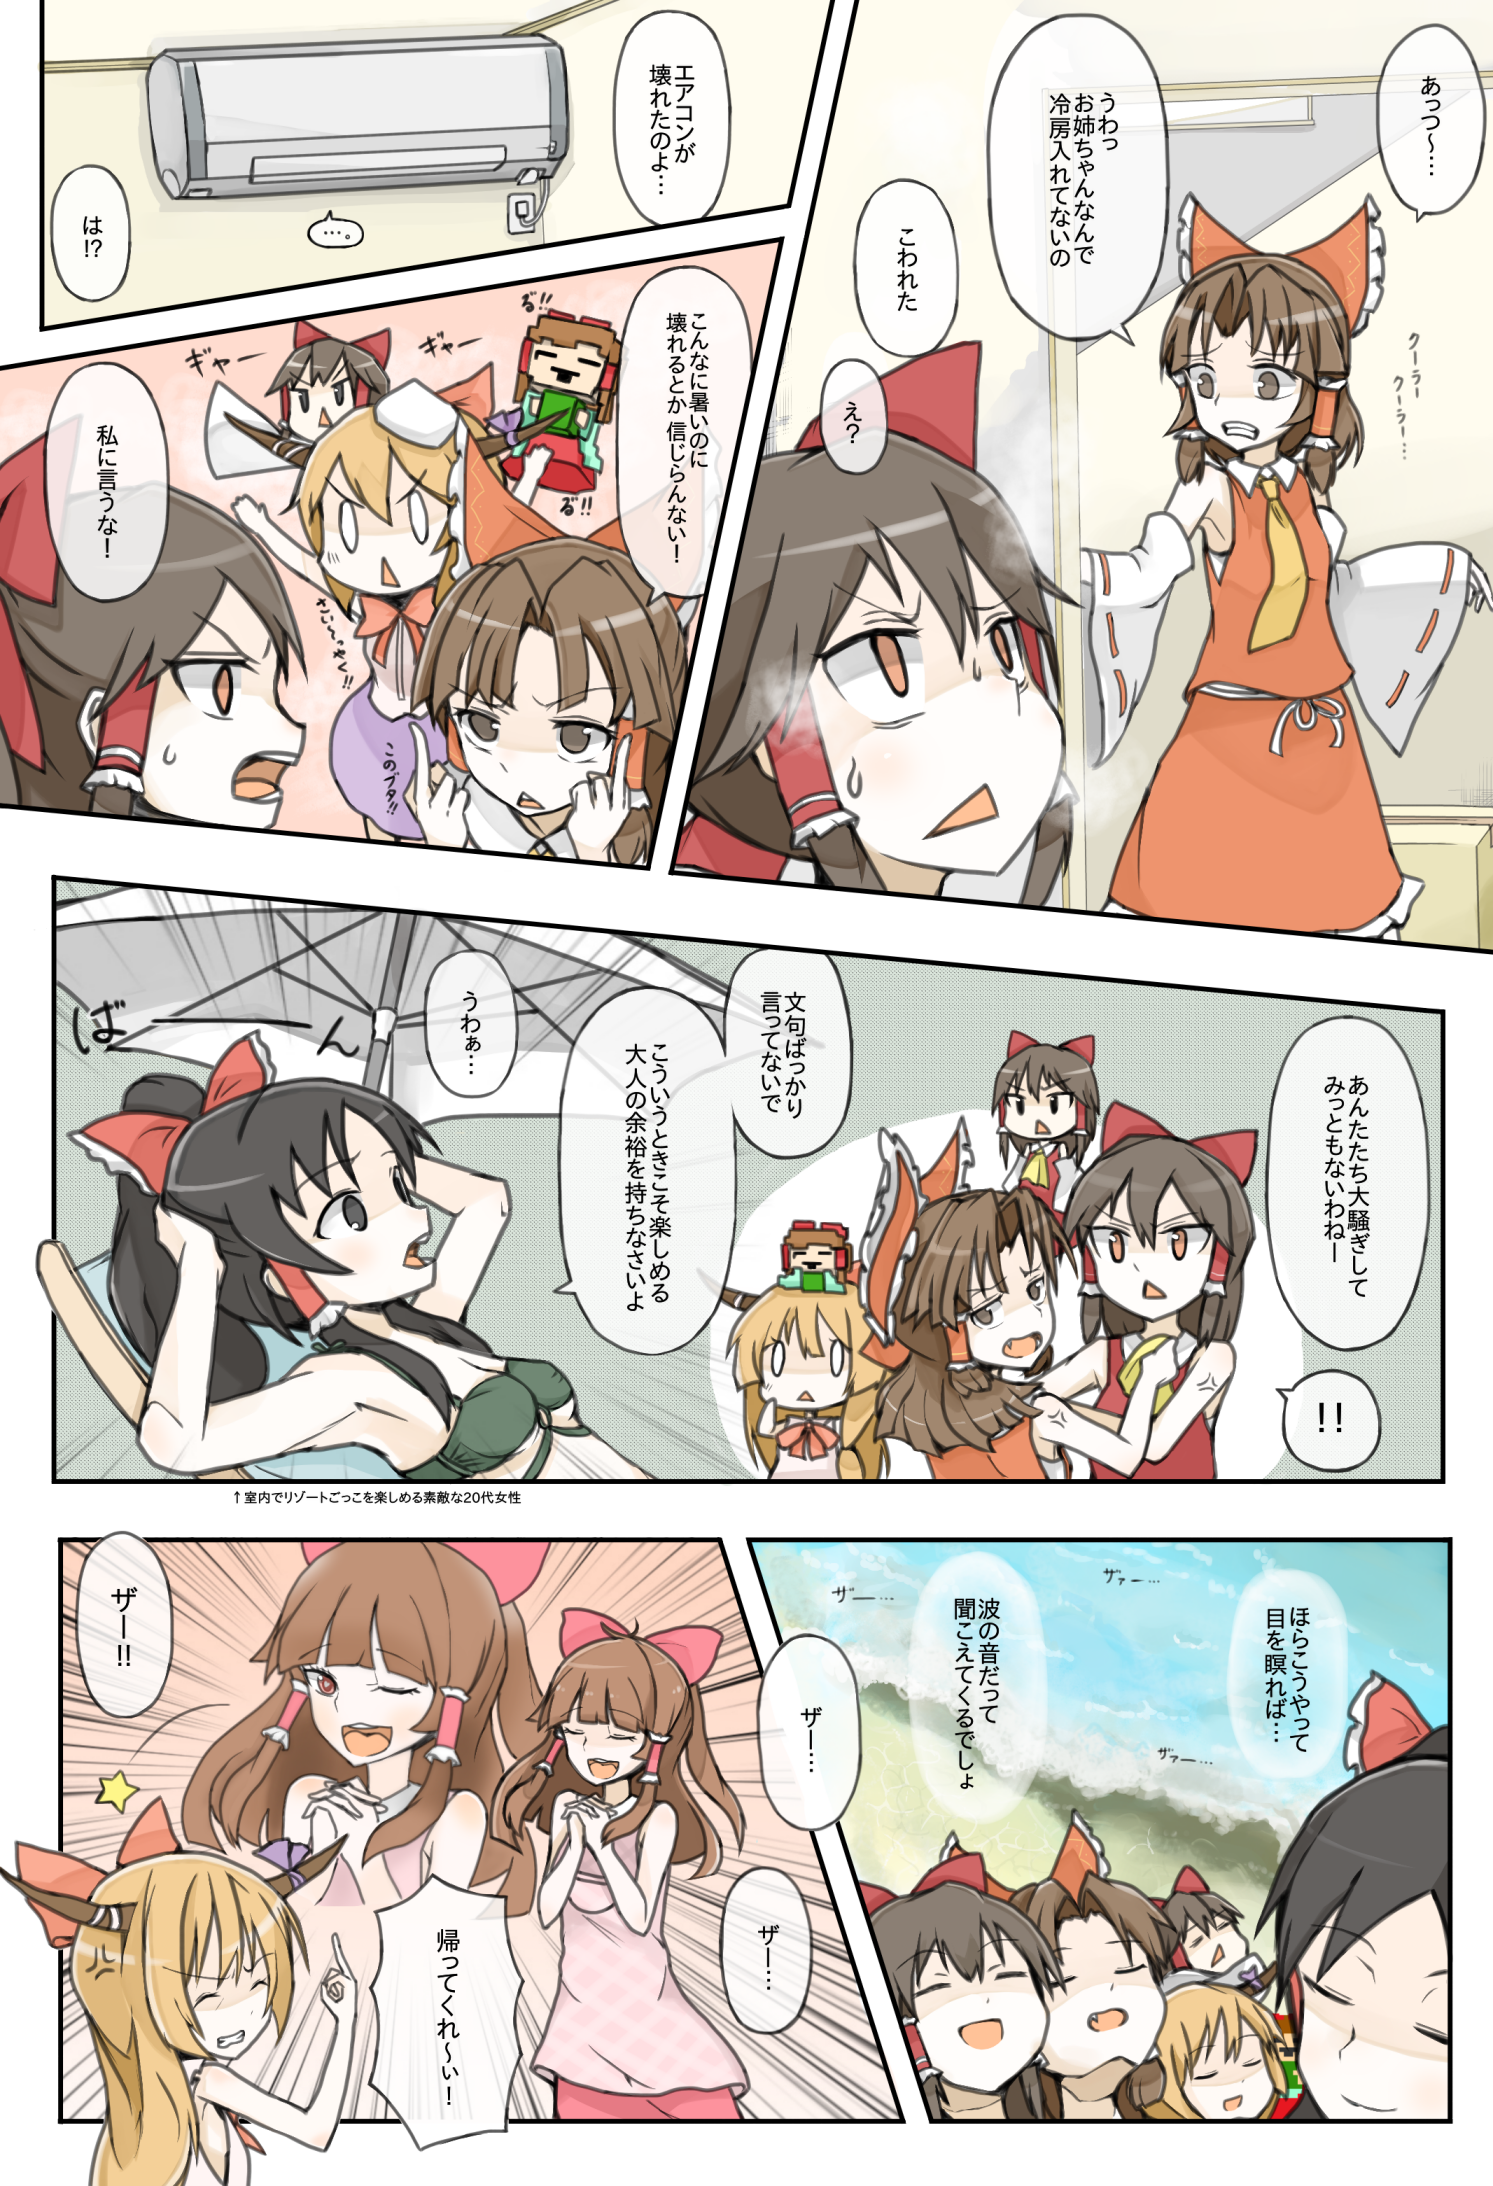 あっつ～…
うわっ
お姉ちゃんなんで
冷房入れてないの
クーラー
クーラー…
こわれた
え?
エアコンが
壊れたのよ…
…。
は!?
こんなに暑いのに
壊れるとか 信じらんない!
る゛!!
る゛!!
ギャー
ギャー
さいーっやく!!
このブタ!!
私に言うな!
あんたたち大騒ぎして
みっともないわねー
!!
文句ばっかり
言ってないで
こういうときこそ楽しめる
大人の余裕を持ちなさいよ
うわぁ…
ばーーん
↑室内でリゾートごっこを楽しめる素敵な20代女性
ほらこうやって
目を瞑れば…
波の音だって
聞こえてくるでしょ
ザァー…
ザー…
ザァー…
ザー…
ザー…
ザー!!
帰ってくれ～ぃ!